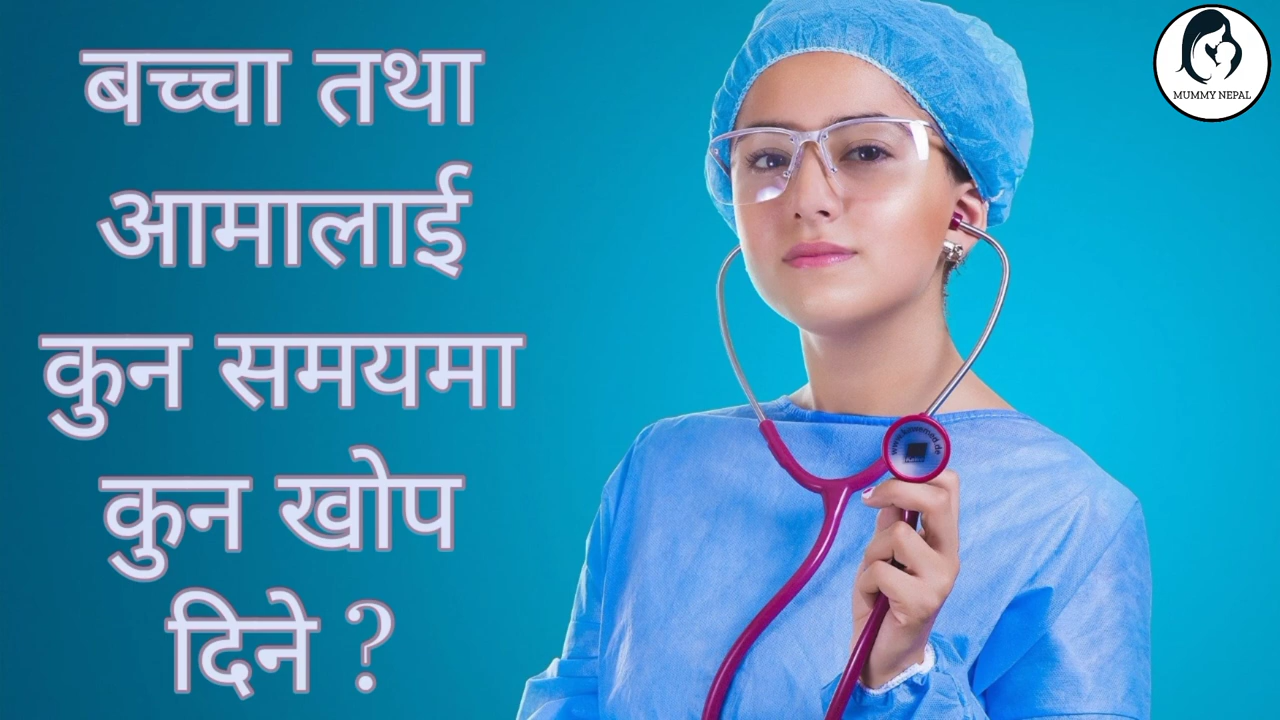 बच्चा तथा
आमालाई
कुन समयमा
कुन खोप
दिने ?
MUMMY NEPAL